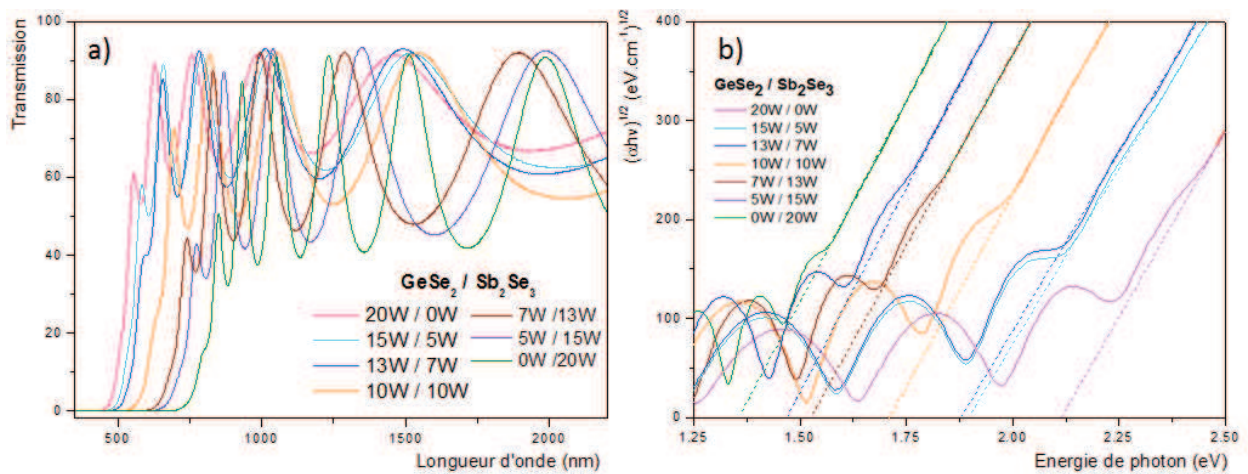 a)
Transmission
100
80
60
40
20
0
500
1000
1500
2000
Longueur d'onde (nm)
GeSe₂ / Sb₂Se₃
20W / 0W
15W / 5W
13W / 7W
10W / 10W
7W /13W
5W / 15W
0W /20W
b)
(αhν)^1/2 (eV.cm⁻¹)^1/2
400
300
200
100
0
1.25
1.50
1.75
2.00
2.25
2.50
Energie de photon (eV)
GeSe₂ / Sb₂Se₃
20W / 0W
15W / 5W
13W / 7W
10W / 10W
7W / 13W
5W / 15W
0W / 20W